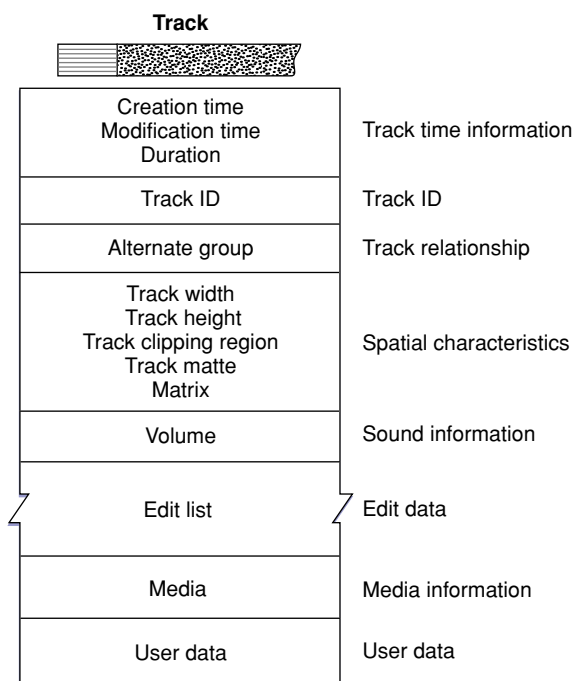 Track
Creation time
Modification time
Duration
Track time information
Track ID
Track ID
Alternate group
Track relationship
Track width
Track height
Track clipping region
Track matte
Matrix
Spatial characteristics
Volume
Sound information
Edit list
Edit data
Media
Media information
User data
User data